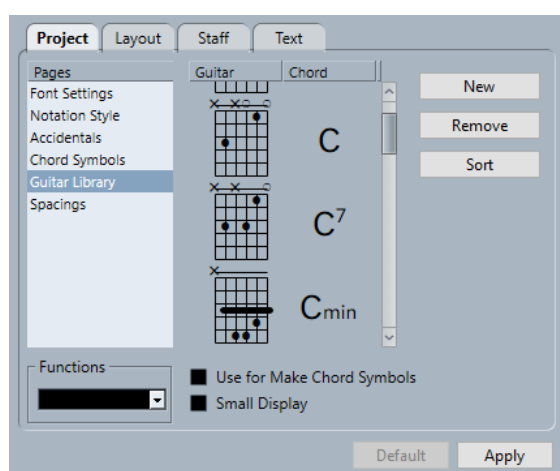 Project Layout Staff Text
Pages Guitar Chord
Font Settings
Notation Style
Accidentals
Chord Symbols
Guitar Library
Spacings
C
C7
Cmin
New
Remove
Sort
Functions
Use for Make Chord Symbols
Small Display
Default Apply